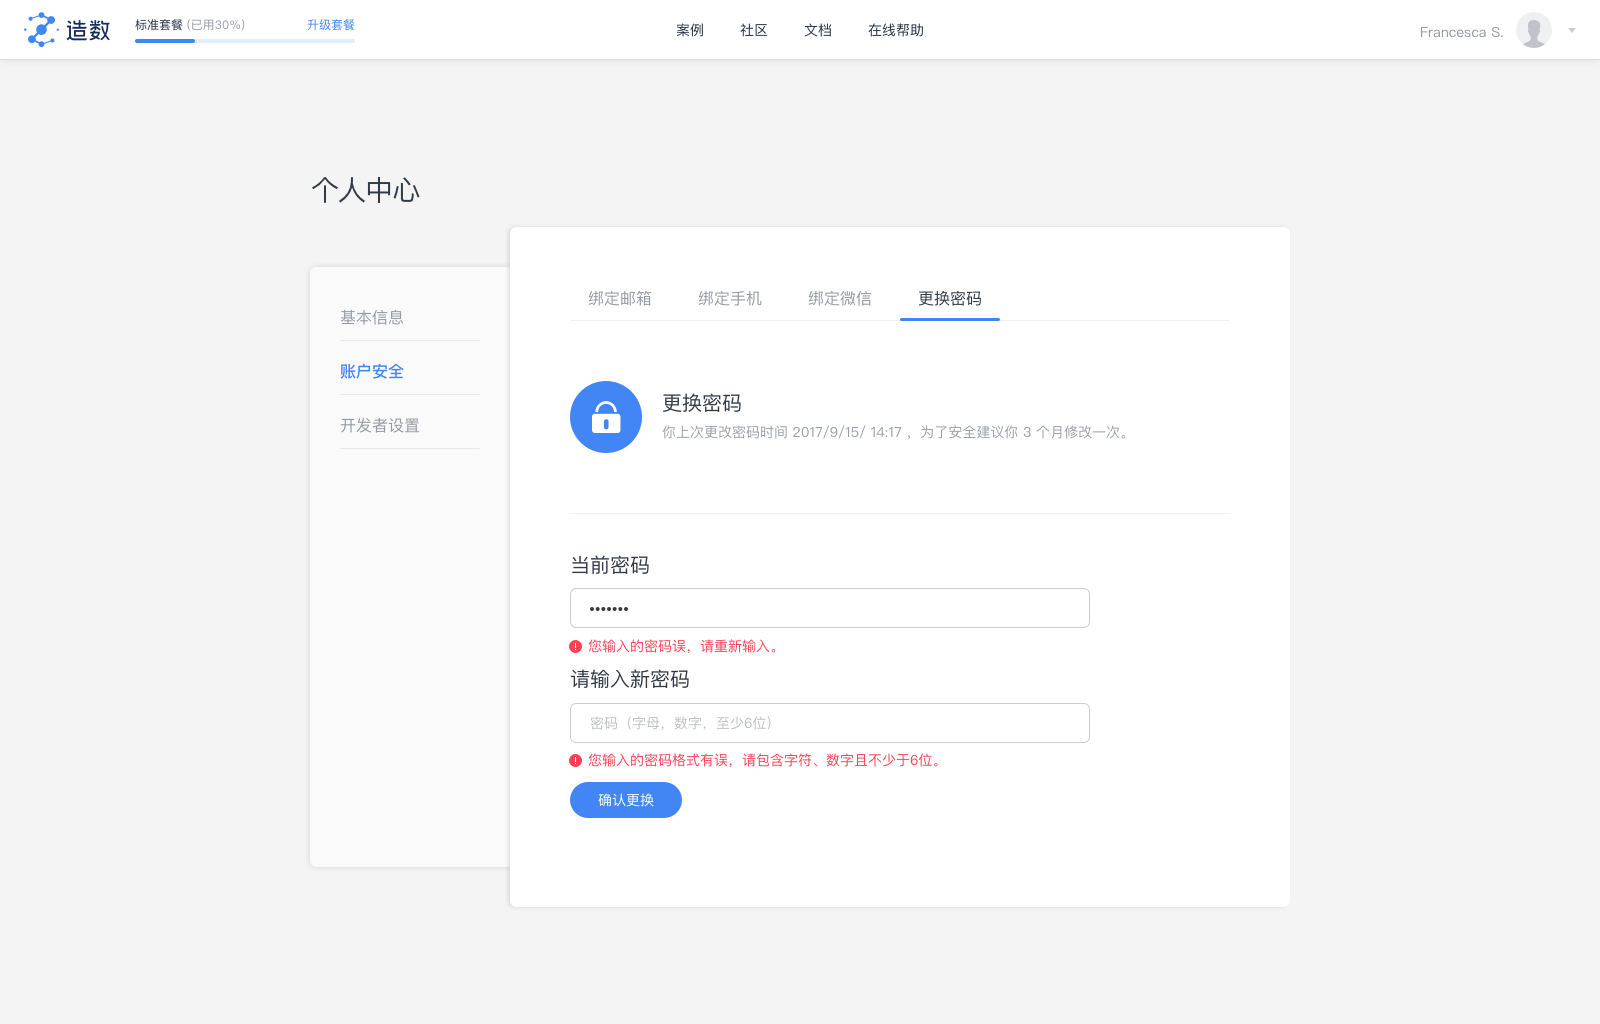 造数
标准套餐 (已用30%)
升级套餐
案例
社区
文档
在线帮助
Francesca S.
个人中心
基本信息
账户安全
开发者设置
绑定邮箱
绑定手机
绑定微信
更换密码
更换密码
你上次更改密码时间 2017/9/15/ 14:17 ，为了安全建议你 3 个月修改一次。
当前密码
•••••••
您输入的密码误，请重新输入。
请输入新密码
密码（字母，数字，至少6位）
您输入的密码格式有误，请包含字符、数字且不少于6位。
确认更换